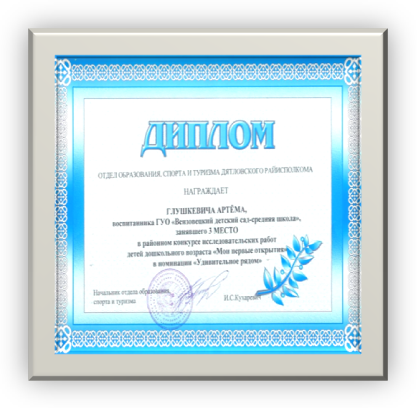 ДИПЛОМ
ОТДЕЛ ОБРАЗОВАНИЯ, СПОРТА И ТУРИЗМА ДЯТЛОВСКОГО РАЙИСПОЛКОМА
НАГРАЖДАЕТ
ГЛУШКЕВИЧА АРТЁМА,
воспитанника ГУО «Вензовецкий детский сад-средняя школа»,
занявшего 3 МЕСТО
в районном конкурсе исследовательских работ
детей дошкольного возраста «Мои первые открытия»
в номинации «Удивительное рядом»
Начальник отдела образования,
спорта и туризма
И.С.Кухаревич